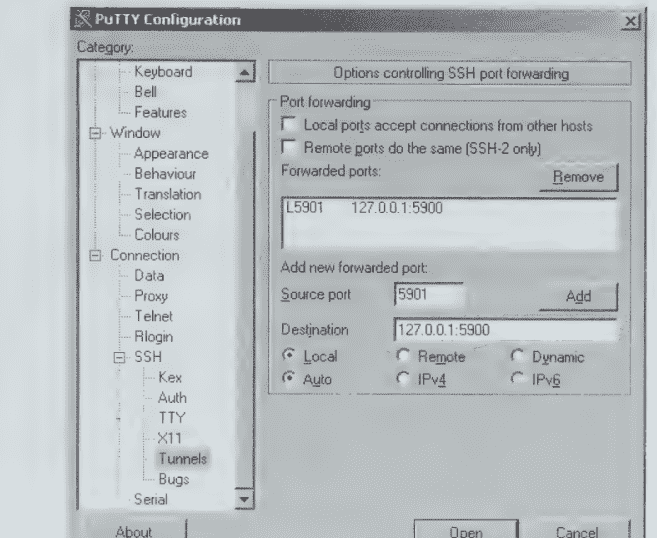 PuTTY Configuration
Category:
Keyboard
Bell
Features
Window
Appearance
Behaviour
Translation
Selection
Colours
Connection
Data
Proxy
Telnet
Rlogin
SSH
Kex
Auth
TTY
X11
Tunnels
Bugs
Serial
Options controlling SSH port forwarding
Port forwarding
Local ports accept connections from other hosts
Remote ports do the same (SSH-2 only)
Forwarded ports:
Remove
L5901 127.0.0.1:5900
Add new forwarded port:
Source port 5901 Add
Destination 127.0.0.1:5900
Local Remote Dynamic
Auto IPv4 IPv6
About Open Cancel